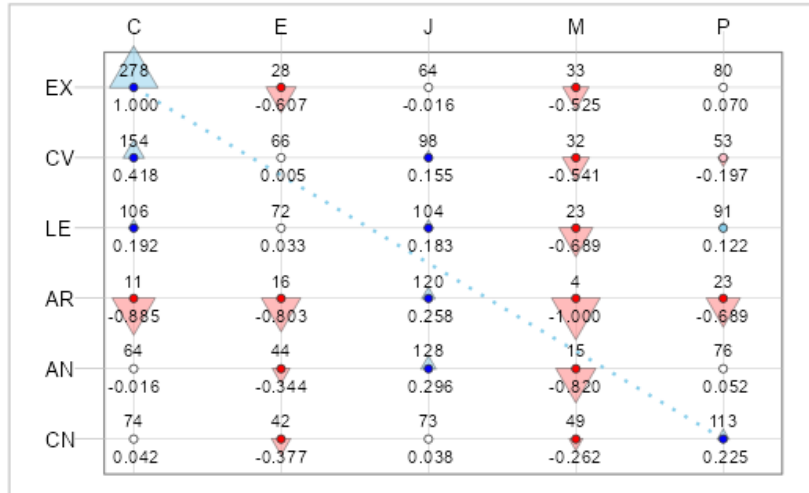 C E J M P
278 28 64 33 80
EX
1.000 -0.607 -0.016 -0.525 0.070
154 66 98 32 53
CV
0.418 0.005 0.155 -0.541 -0.197
106 72 104 23 91
LE
0.192 0.033 0.183 -0.689 0.122
11 16 120 4 23
AR
-0.885 -0.803 0.258 -1.000 -0.689
64 44 128 15 76
AN
-0.016 -0.344 0.296 -0.820 0.052
74 42 73 49 113
CN
0.042 -0.377 0.038 -0.262 0.225